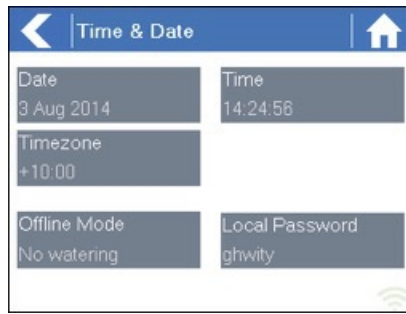 Time & Date
Date
3 Aug 2014
Time
14:24:56
Timezone
+10:00
Offline Mode
No watering
Local Password
ghwity